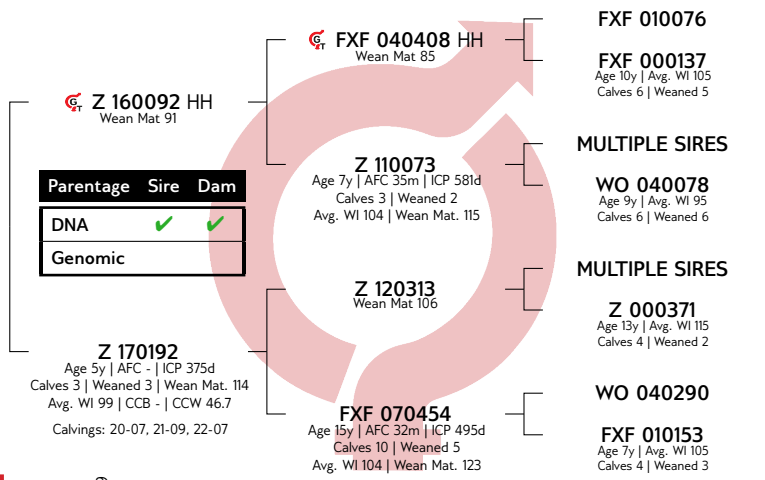 FXF 010076
FXF 040408 HH
Wean Mat 85
FXF 000137
Age 10y | Avg. WI 105
Calves 6 | Weaned 5
Z 160092 HH
Wean Mat 91
MULTIPLE SIRES
Z 110073
Age 7y | AFC 35m | ICP 581d
Calves 3 | Weaned 2
Avg. WI 104 | Wean Mat. 115
WO 040078
Age 9y | Avg. WI 95
Calves 6 | Weaned 6
Parentage Sire Dam
DNA ✔ ✔
Genomic
MULTIPLE SIRES
Z 120313
Wean Mat 106
Z 000371
Age 13y | Avg. WI 115
Calves 4 | Weaned 2
Z 170192
Age 5y | AFC - | ICP 375d
Calves 3 | Weaned 3 | Wean Mat. 114
Avg. WI 99 | CCB - | CCW 46.7
Calvings: 20-07, 21-09, 22-07
WO 040290
FXF 070454
Age 15y | AFC 32m | ICP 495d
Calves 10 | Weaned 5
Avg. WI 104 | Wean Mat. 123
FXF 010153
Age 7y | Avg. WI 105
Calves 4 | Weaned 3